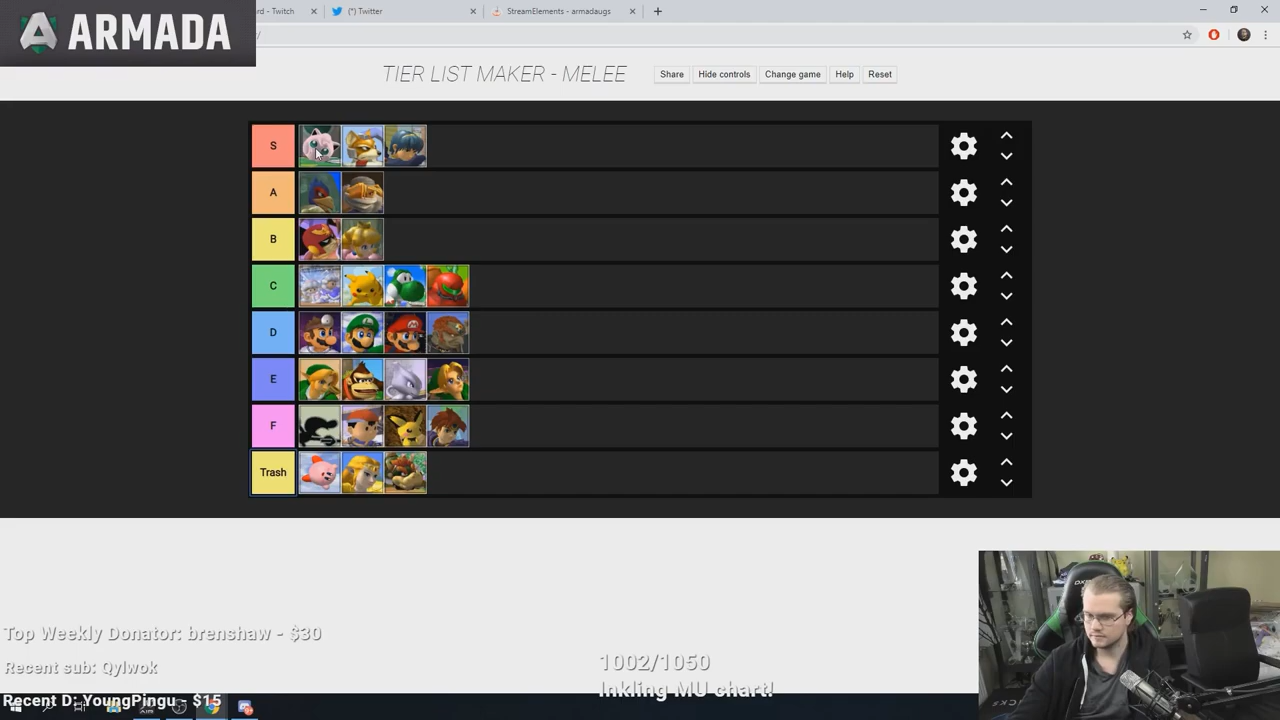 rd - Twitch
(*) Twitter
StreamElements - armadaugs
ARMADA
TIER LIST MAKER - MELEE
Share
Hide controls
Change game
Help
Reset
S
A
B
C
D
E
F
Trash
Top Weekly Donator: brenshaw - $30
Recent sub: Qylwok
Recent D: YoungPingu - $15
1002/1050
Inkling MU chart!